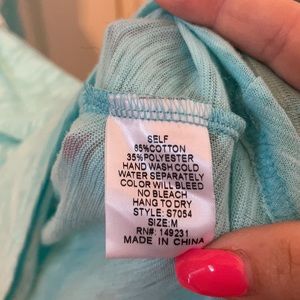 SELF
65%COTTON
35%POLYESTER
HAND WASH COLD
WATER SEPARATELY
COLOR WILL BLEED
NO BLEACH
HANG TO DRY
STYLE: S7054
SIZE:M
RN#: 149231
MADE IN CHINA